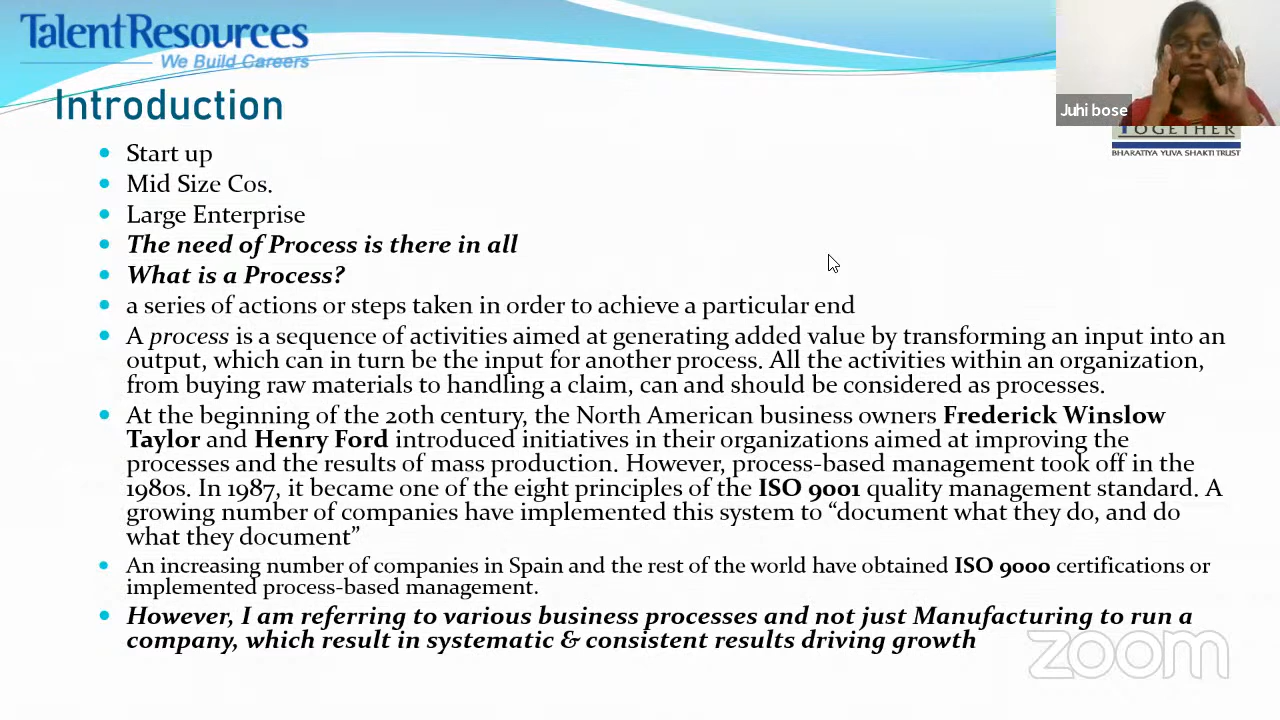 TalentResources
We Build Careers
Juhi bose
TOGETHER
BHARATIYA YUVA SHAKTI TRUST
Introduction
Start up
Mid Size Cos.
Large Enterprise
The need of Process is there in all
What is a Process?
a series of actions or steps taken in order to achieve a particular end
A process is a sequence of activities aimed at generating added value by transforming an input into an
output, which can in turn be the input for another process. All the activities within an organization,
from buying raw materials to handling a claim, can and should be considered as processes.
At the beginning of the 20th century, the North American business owners Frederick Winslow
Taylor and Henry Ford introduced initiatives in their organizations aimed at improving the
processes and the results of mass production. However, process-based management took off in the
1980s. In 1987, it became one of the eight principles of the ISO 9001 quality management standard. A
growing number of companies have implemented this system to “document what they do, and do
what they document”
An increasing number of companies in Spain and the rest of the world have obtained ISO 9000 certifications or
implemented process-based management.
However, I am referring to various business processes and not just Manufacturing to run a
company, which result in systematic & consistent results driving growth
zoom